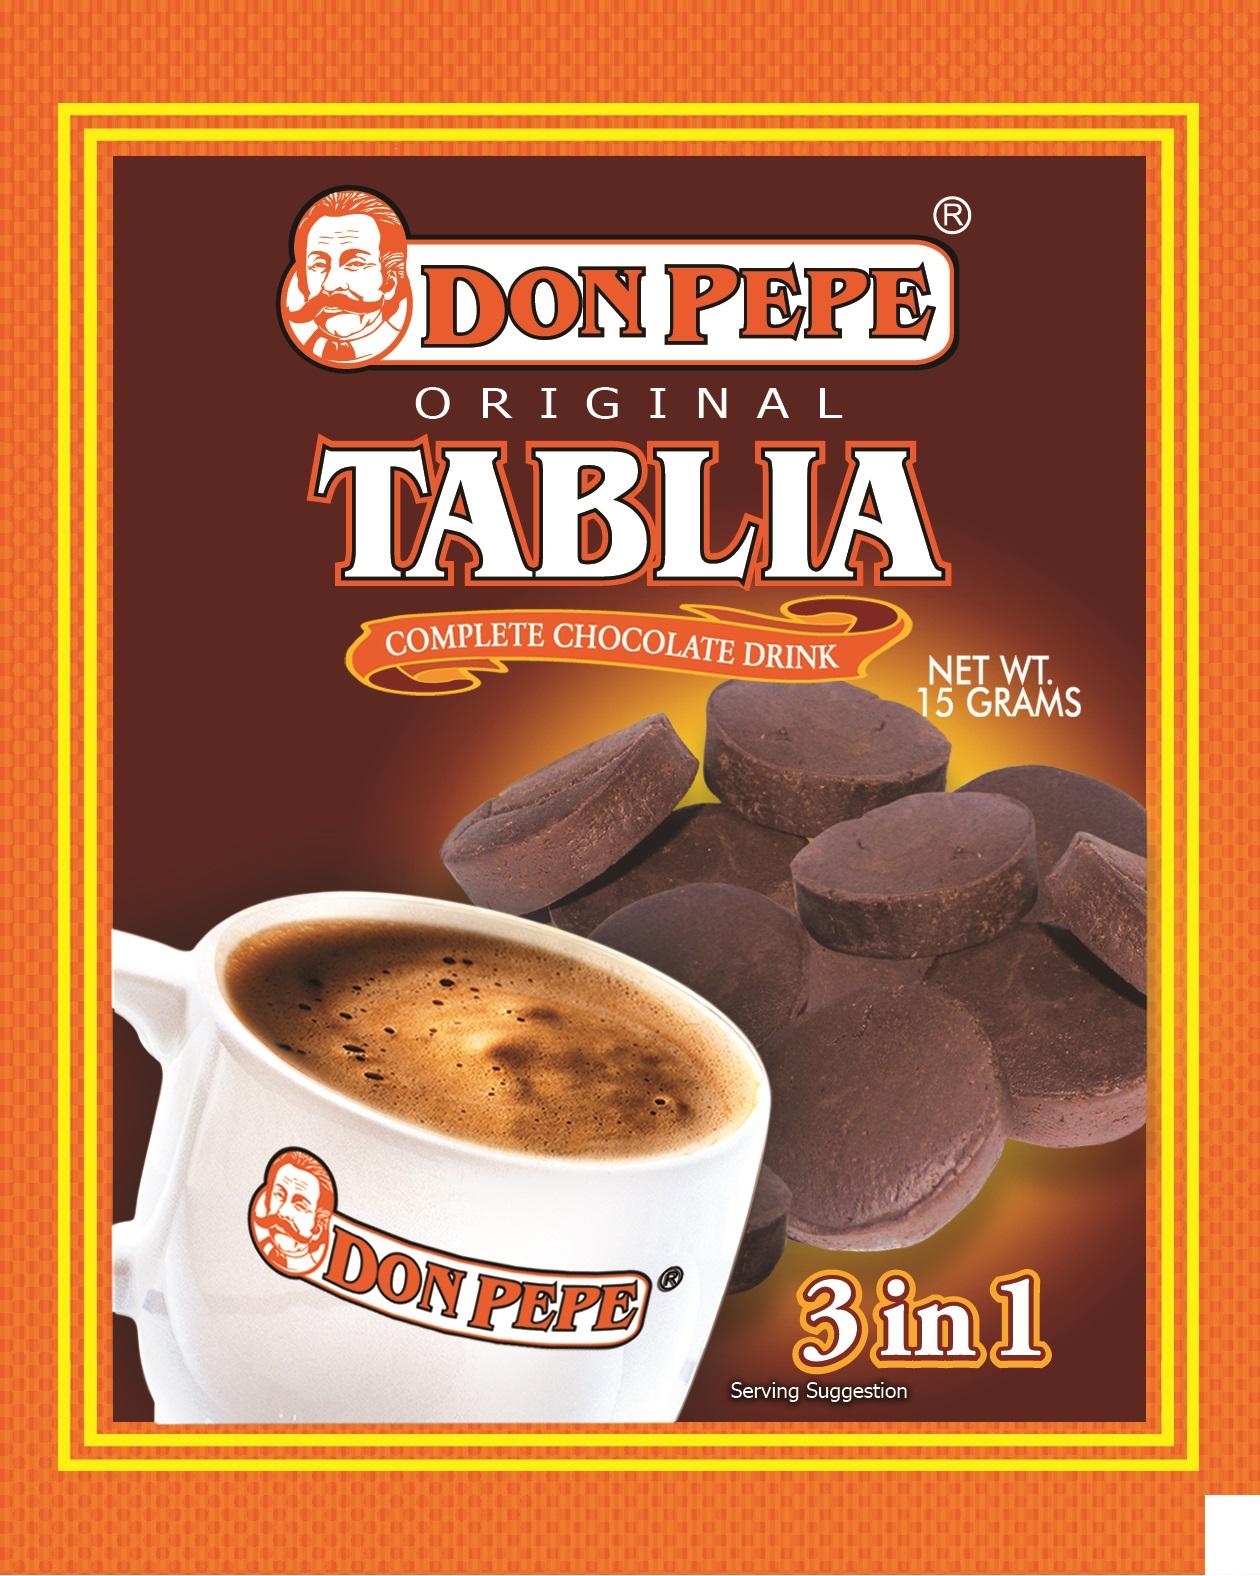 DON PEPE ®
ORIGINAL
TABLIA
COMPLETE CHOCOLATE DRINK
NET WT.
15 GRAMS
DON PEPE ®
3 in 1
Serving Suggestion